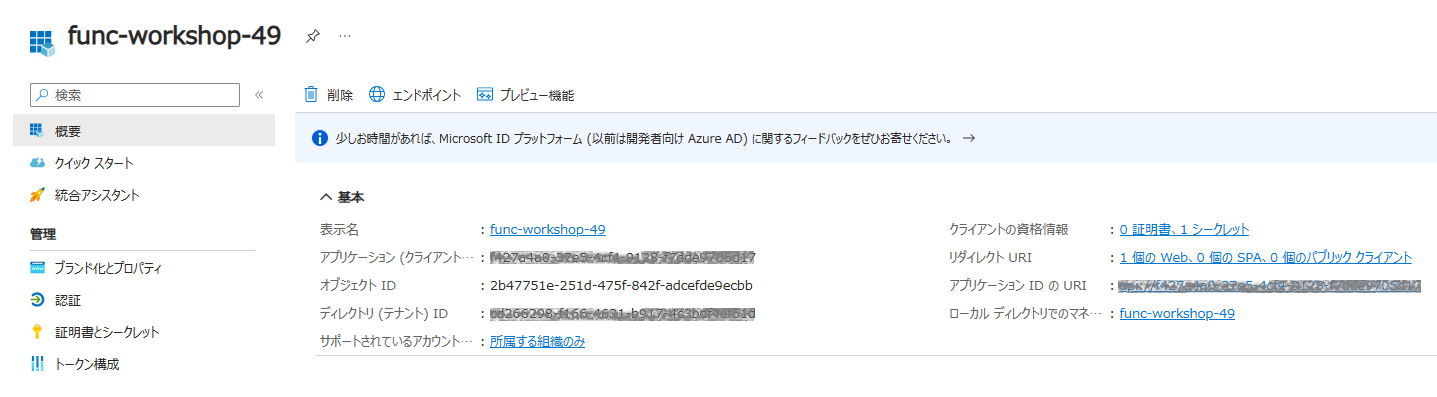 func-workshop-49
検索
«
削除
エンドポイント
プレビュー機能
概要
クイック スタート
統合アシスタント
管理
ブランド化とプロパティ
認証
証明書とシークレット
トークン構成
少しお時間があれば、Microsoft ID プラットフォーム (以前は開発者向け Azure AD) に関するフィードバックをぜひお寄せください。 →
基本
表示名 : func-workshop-49
アプリケーション (クライアント… :
オブジェクト ID : 2b47751e-251d-475f-842f-adcefde9ecbb
ディレクトリ (テナント) ID :
サポートされているアカウント… : 所属する組織のみ
クライアントの資格情報 : 0 証明書、1 シークレット
リダイレクト URI : 1 個の Web、0 個の SPA、0 個のパブリック クライアント
アプリケーション ID の URI :
ローカル ディレクトリでのマネ… : func-workshop-49